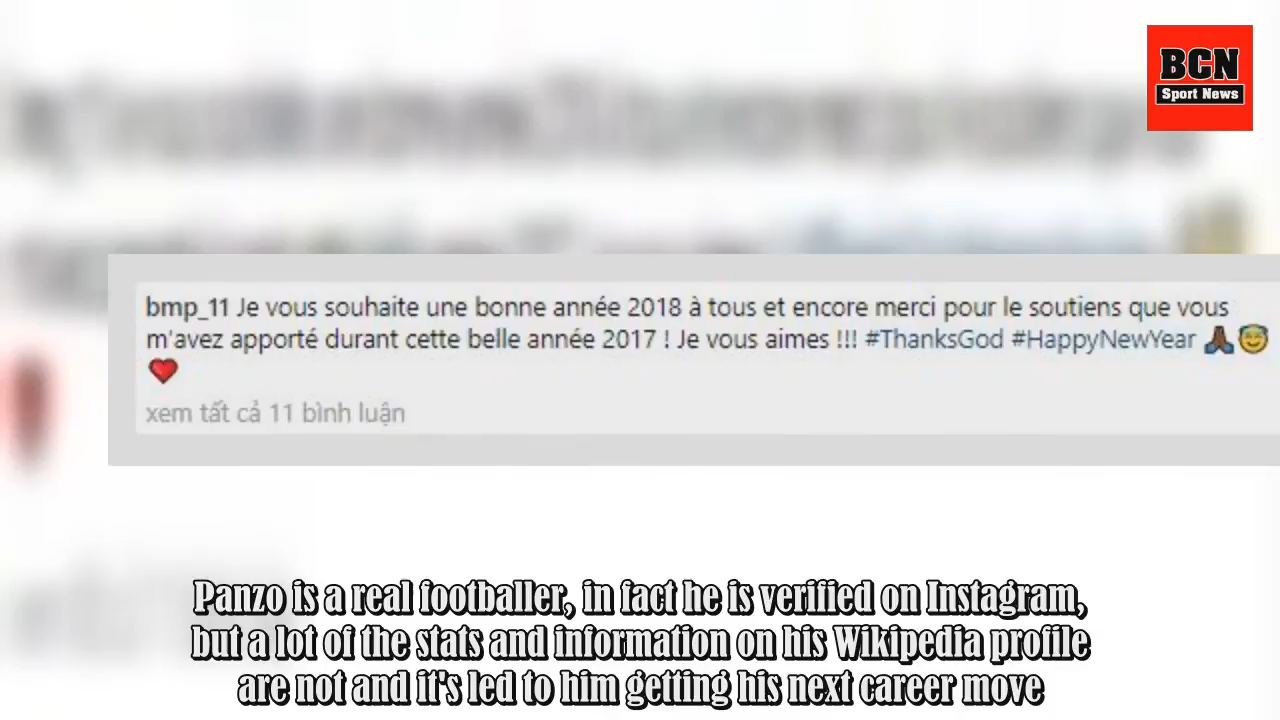 BCN
Sport News
bmp_11 Je vous souhaite une bonne année 2018 à tous et encore merci pour le soutiens que vous
m'avez apporté durant cette belle année 2017 ! Je vous aimes !!! #ThanksGod #HappyNewYear 🙏🏾😇
❤️
xem tất cả 11 bình luận
Panzo is a real footballer, in fact he is verified on Instagram,
but a lot of the stats and information on his Wikipedia profile
are not and it's led to him getting his next career move